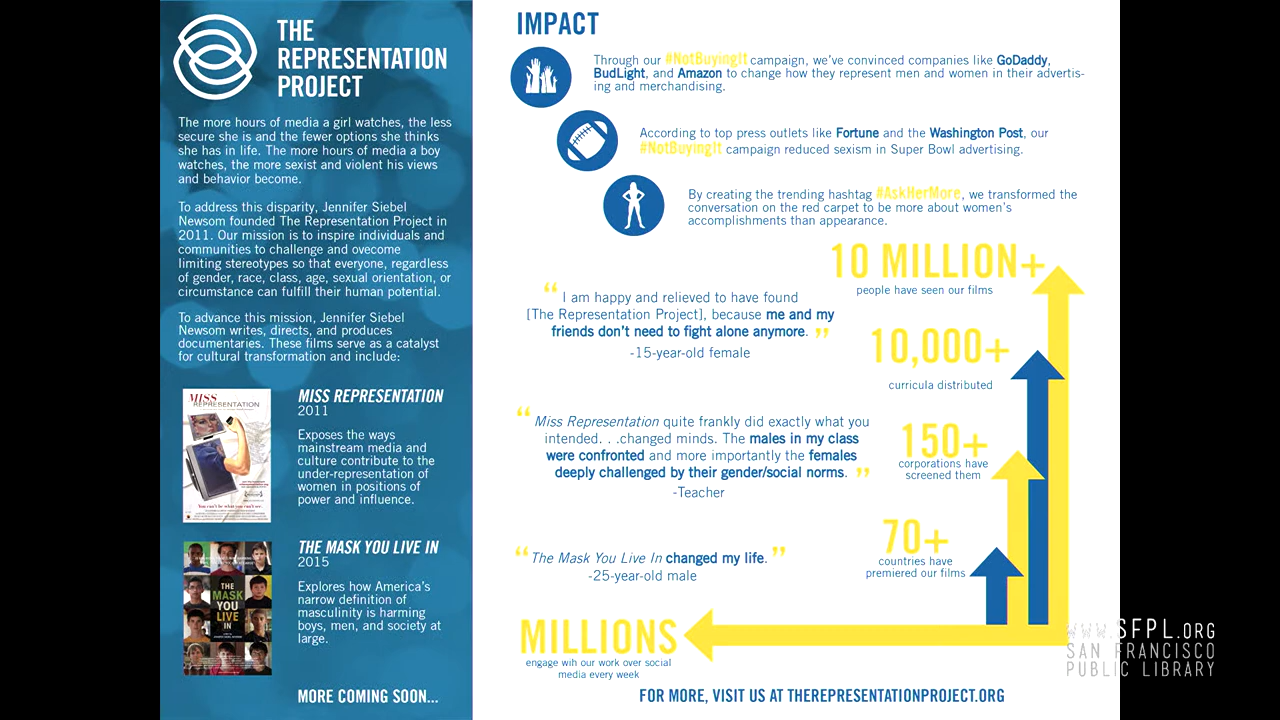 THE
REPRESENTATION
PROJECT
The more hours of media a girl watches, the less
secure she is and the fewer options she thinks
she has in life. The more hours of media a boy
watches, the more sexist and violent his views
and behavior become.
To address this disparity, Jennifer Siebel
Newsom founded The Representation Project in
2011. Our mission is to inspire individuals and
communities to challenge and ovecome
limiting stereotypes so that everyone, regardless
of gender, race, class, age, sexual orientation, or
circumstance can fulfill their human potential.
To advance this mission, Jennifer Siebel
Newsom writes, directs, and produces
documentaries. These films serve as a catalyst
for cultural transformation and include:
MISS
REPRESENTATION
You can't be what you can't see.
MISS REPRESENTATION
2011
Exposes the ways
mainstream media and
culture contribute to the
under-representation of
women in positions of
power and influence.
THE
MASK
YOU
LIVE
IN
THE MASK YOU LIVE IN
2015
Explores how America's
narrow definition of
masculinity is harming
boys, men, and society at
large.
MORE COMING SOON...
IMPACT
Through our #NotBuyingIt campaign, we've convinced companies like GoDaddy,
BudLight, and Amazon to change how they represent men and women in their advertis-
ing and merchandising.
According to top press outlets like Fortune and the Washington Post, our
#NotBuyingIt campaign reduced sexism in Super Bowl advertising.
By creating the trending hashtag #AskHerMore, we transformed the
conversation on the red carpet to be more about women's
accomplishments than appearance.
10 MILLION+
people have seen our films
“ I am happy and relieved to have found
[The Representation Project], because me and my
friends don't need to fight alone anymore. ”
-15-year-old female
10,000+
curricula distributed
“ Miss Representation quite frankly did exactly what you
intended. . .changed minds. The males in my class
were confronted and more importantly the females
deeply challenged by their gender/social norms. ”
-Teacher
150+
corporations have
screened them
70+
countries have
premiered our films
“ The Mask You Live In changed my life. ”
-25-year-old male
MILLIONS
engage wih our work over social
media every week
FOR MORE, VISIT US AT THEREPRESENTATIONPROJECT.ORG
WWW.SFPL.ORG
SAN FRANCISCO
PUBLIC LIBRARY